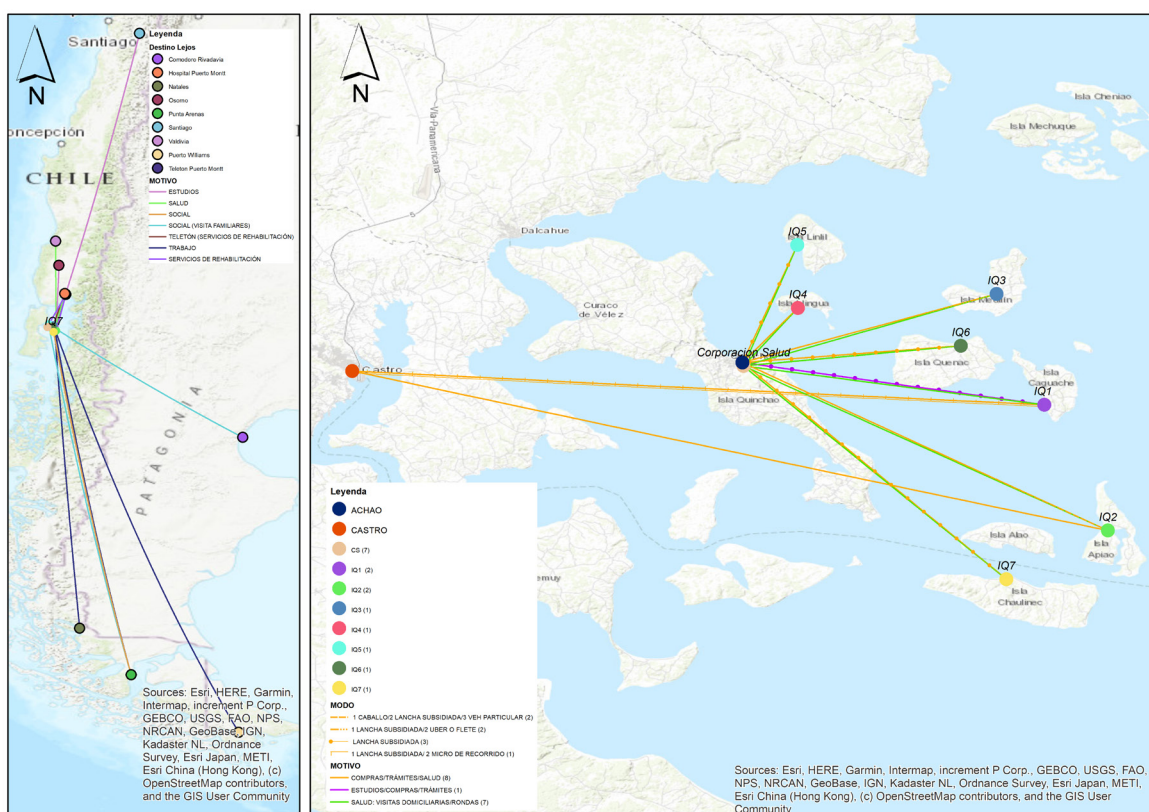 Santiago
N
oncepción
CHILE
PATAGONIA
IQ7
Leyenda
Destino Lejos
Comodoro Rivadavia
Hospital Puerto Montt
Natales
Osorno
Punta Arenas
Santiago
Valdivia
Puerto Williams
Teleton Puerto Montt
MOTIVO
ESTUDIOS
SALUD
SOCIAL
SOCIAL (VISITA FAMILIARES)
TELETÓN (SERVICIOS DE REHABILITACIÓN)
TRABAJO
SERVICIOS DE REHABILITACIÓN
Sources: Esri, HERE, Garmin,
Intermap, increment P Corp.,
GEBCO, USGS, FAO, NPS,
NRCAN, GeoBase, IGN,
Kadaster NL, Ordnance
Survey, Esri Japan, METI,
Esri China (Hong Kong), (c)
OpenStreetMap contributors,
and the GIS User Community
N
Vía-Panamericana
Isla Cheniao
Isla Mechuque
Dalcahue
IQ5
Isla Linlil
IQ4
IQ3
Curaco
de Vélez
IQ6
Corporación Salud
Isla Quenac
Castro
Isla Quinchao
Isla
Caguache
IQ1
IQ2
Isla Alao
Isla
Apiao
IQ7
Isla
Chaulinec
emuy
Leyenda
ACHAO
CASTRO
CS (7)
IQ1 (2)
IQ2 (2)
IQ3 (1)
IQ4 (1)
IQ5 (1)
IQ6 (1)
IQ7 (1)
MODO
1 CABALLO/2 LANCHA SUBSIDIADA/3 VEH PARTICULAR (2)
1 LANCHA SUBSIDIADA/2 UBER O FLETE (2)
LANCHA SUBSIDIADA (3)
1 LANCHA SUBSIDIADA/ 2 MICRO DE RECORRIDO (1)
MOTIVO
COMPRAS/TRÁMITES/SALUD (8)
ESTUDIOS/COMPRAS/TRÁMITES (1)
SALUD: VISITAS DOMICILIARIAS/RONDAS (7)
Sources: Esri, HERE, Garmin, Intermap, increment P Corp., GEBCO, USGS, FAO,
NPS, NRCAN, GeoBase, IGN, Kadaster NL, Ordnance Survey, Esri Japan, METI,
Esri China (Hong Kong), (c) OpenStreetMap contributors, and the GIS User
Community